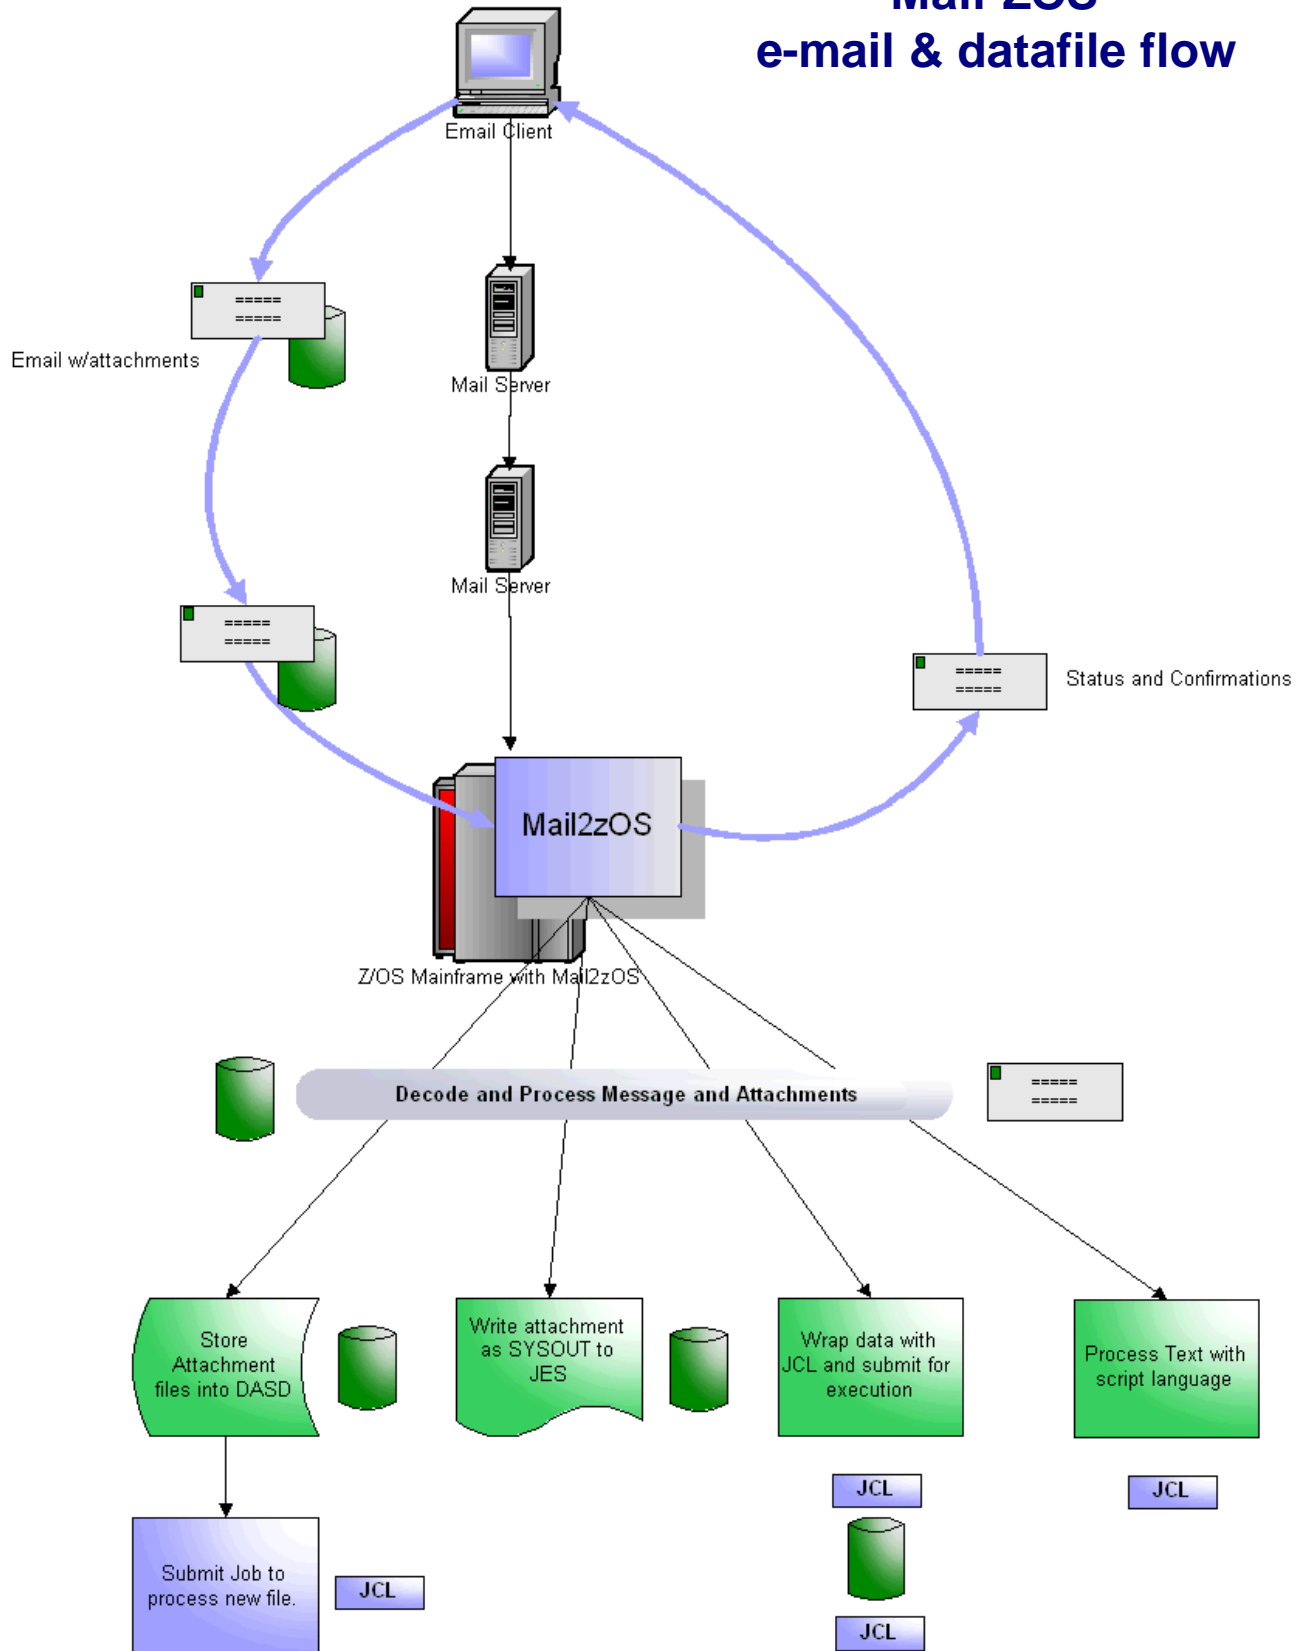 Mail-ZOS
e-mail & datafile flow
Email Client
=====
=====
Email w/attachments
Mail Server
Mail Server
=====
=====
=====
=====
Status and Confirmations
Mail2zOS
Z/OS Mainframe with Mail2zOS
Decode and Process Message and Attachments
=====
=====
Store
Attachment
files into DASD
Write attachment
as SYSOUT to
JES
Wrap data with
JCL and submit for
execution
Process Text with
script language
JCL
JCL
Submit Job to
process new file.
JCL
JCL